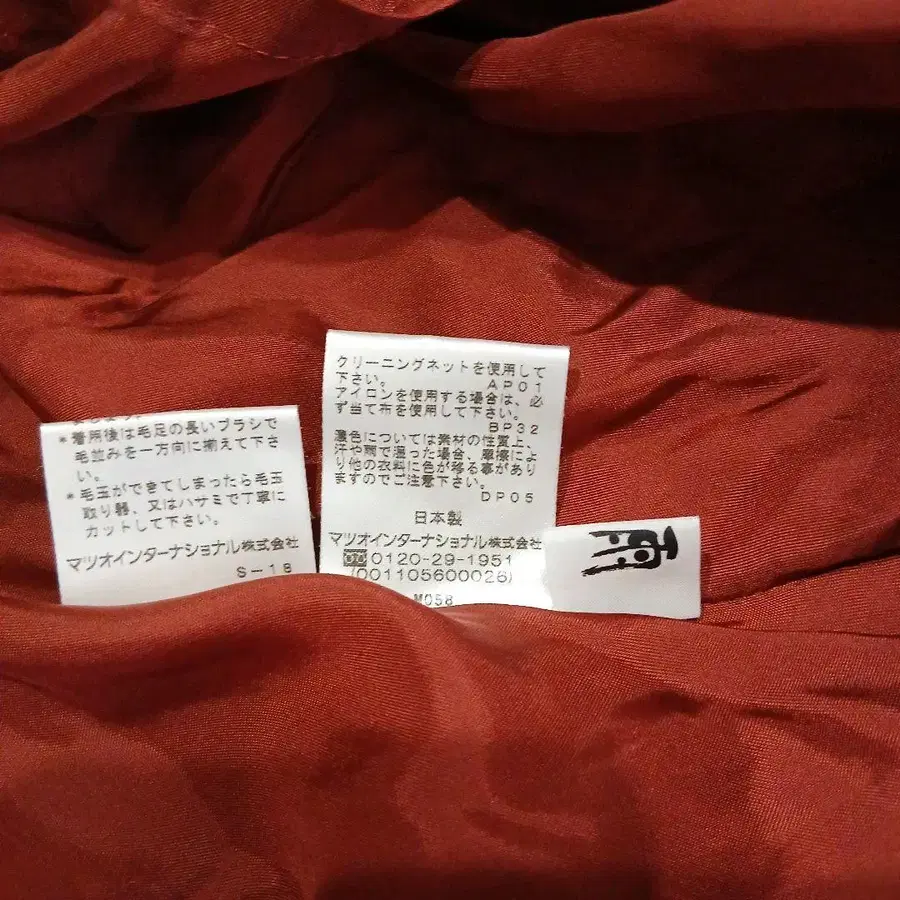 *着用後は毛足の長いブラシで
毛並みを一方向に揃えて下さ
い。
*毛玉ができてしまったら毛玉
取り器、又はハサミで丁寧に
カットして下さい。
マツオインターナショナル株式会社
S-18
クリーニングネットを使用して
下さい。 AP01
アイロンを使用する場合は、必
ず当て布を使用して下さい。
BP32
濃色については素材の性質上、
汗や雨で湿った場合、摩擦によ
り他の衣料に色が移る事があり
ますのでご注意下さい。
DP05
日本製
マツオインターナショナル株式会社
0120-29-1951
(001105600026)
M058